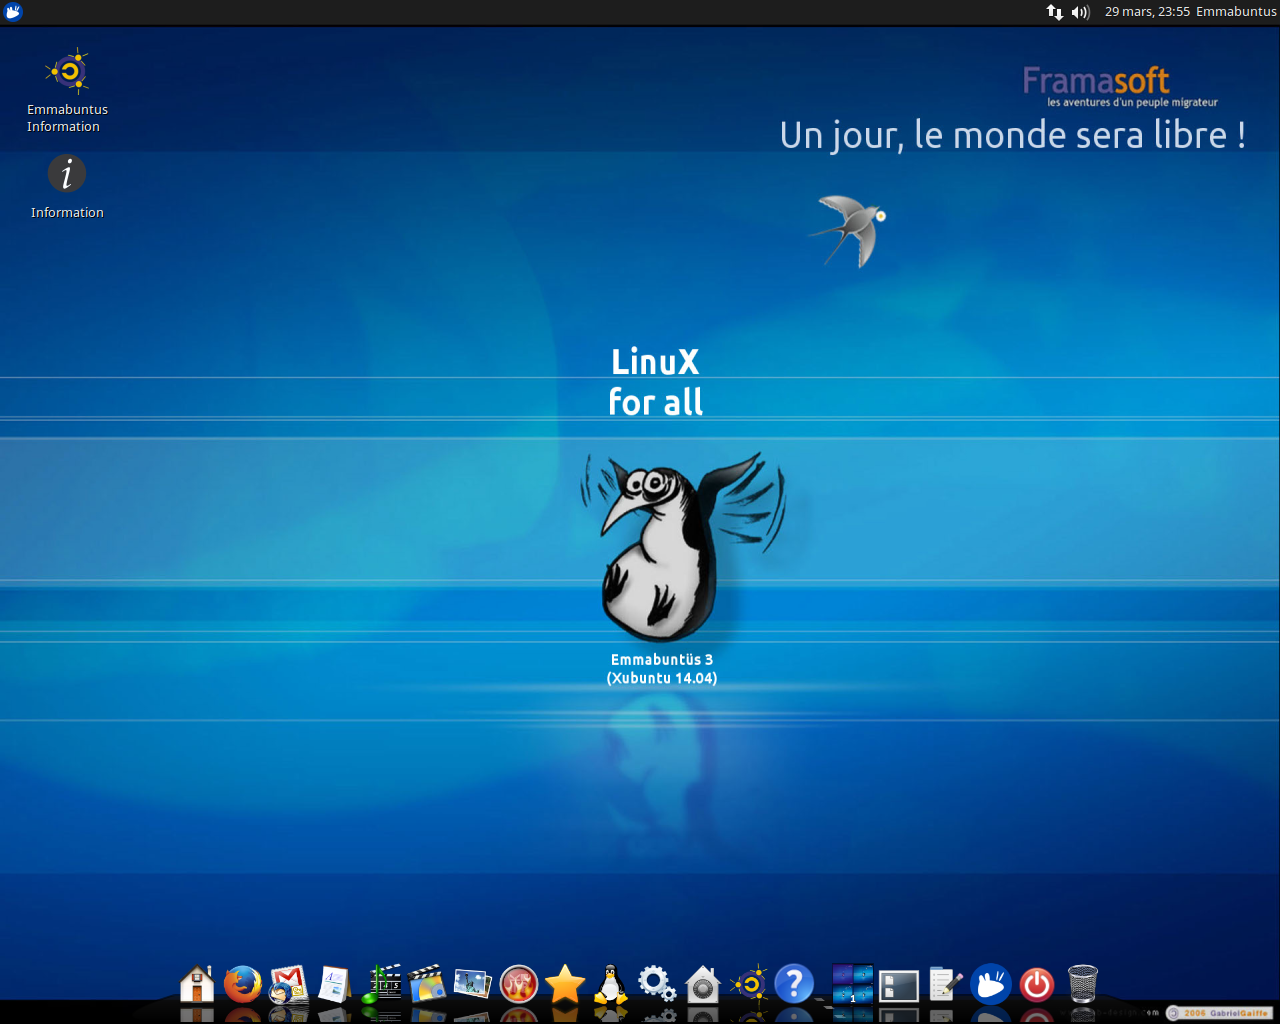 29 mars, 23:55 Emmabuntus
Emmabuntus
Information
Information
Framasoft
les aventures d'un peuple migrateur
Un jour, le monde sera libre !
LinuX
for all
Emmabuntüs 3
(Xubuntu 14.04)
1
2006 GabrielGaiffe